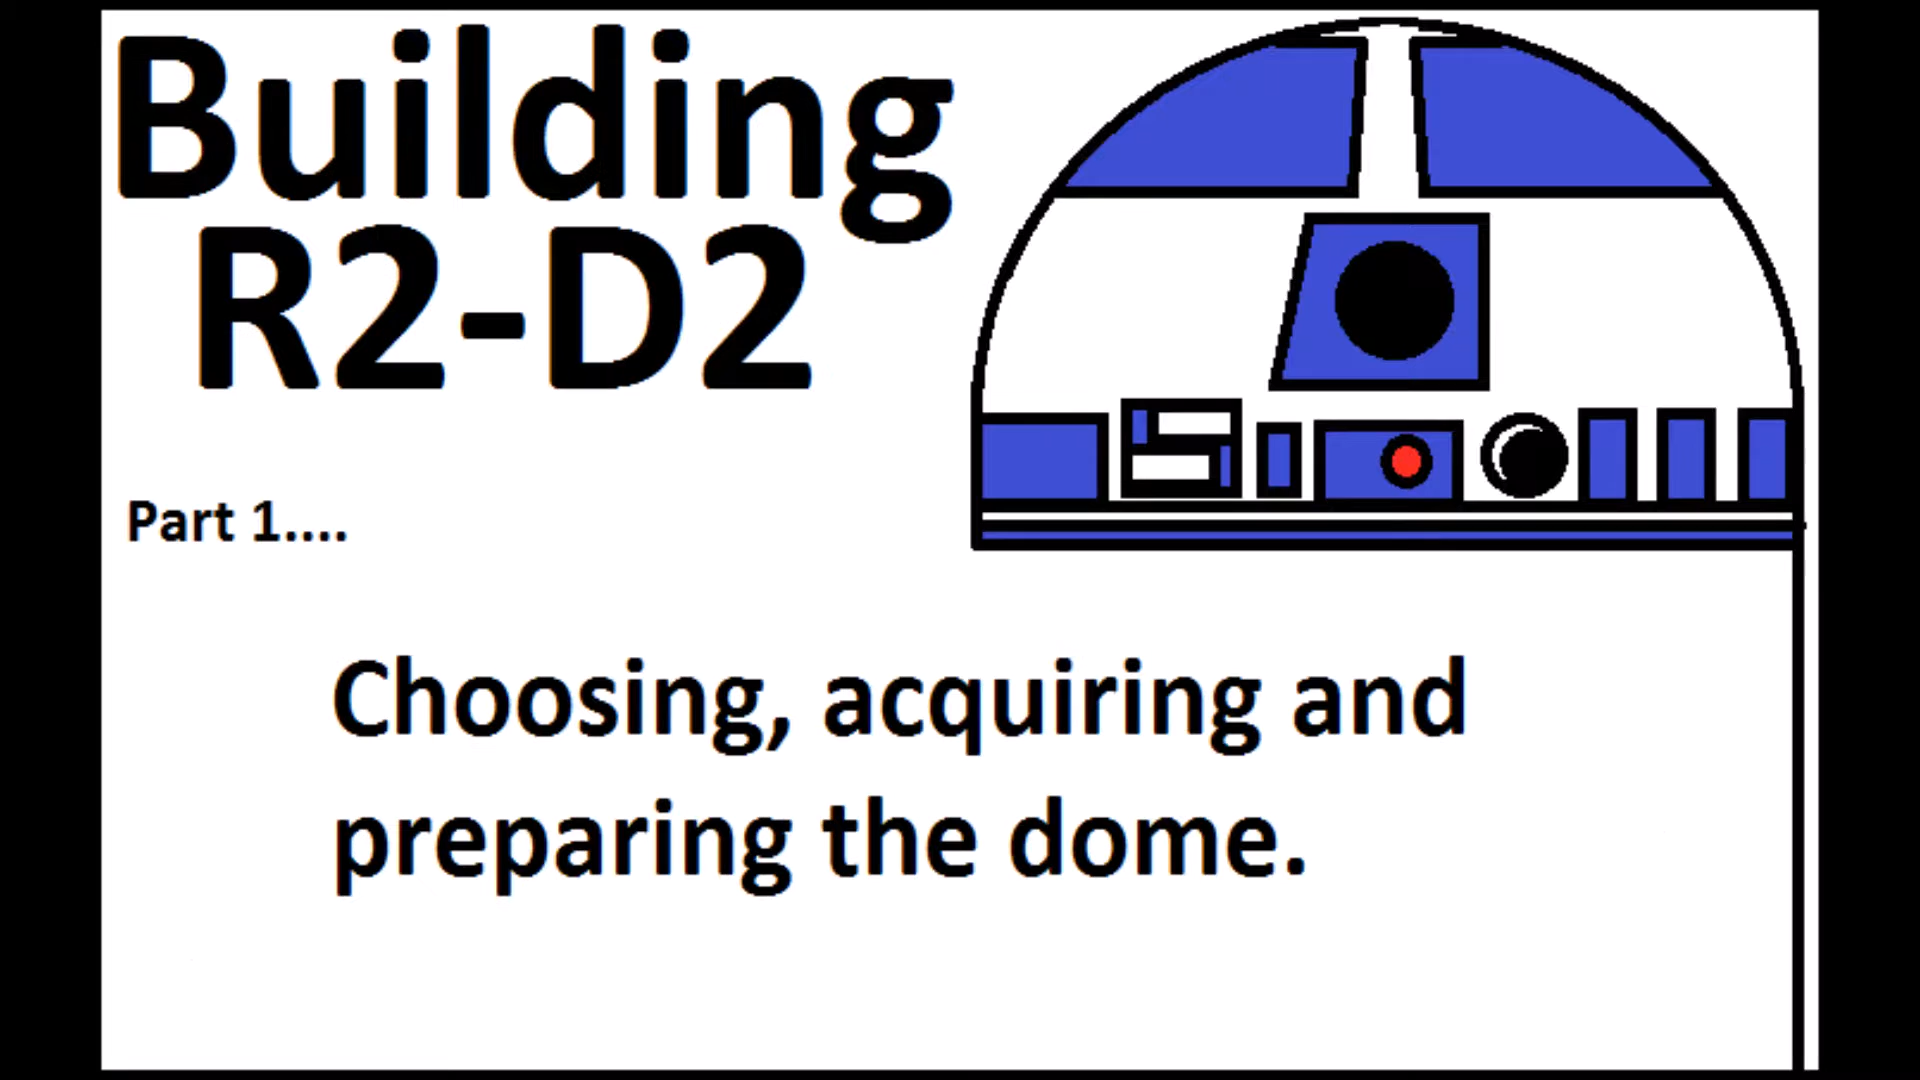 Building
R2-D2
Part 1....
Choosing, acquiring and
preparing the dome.